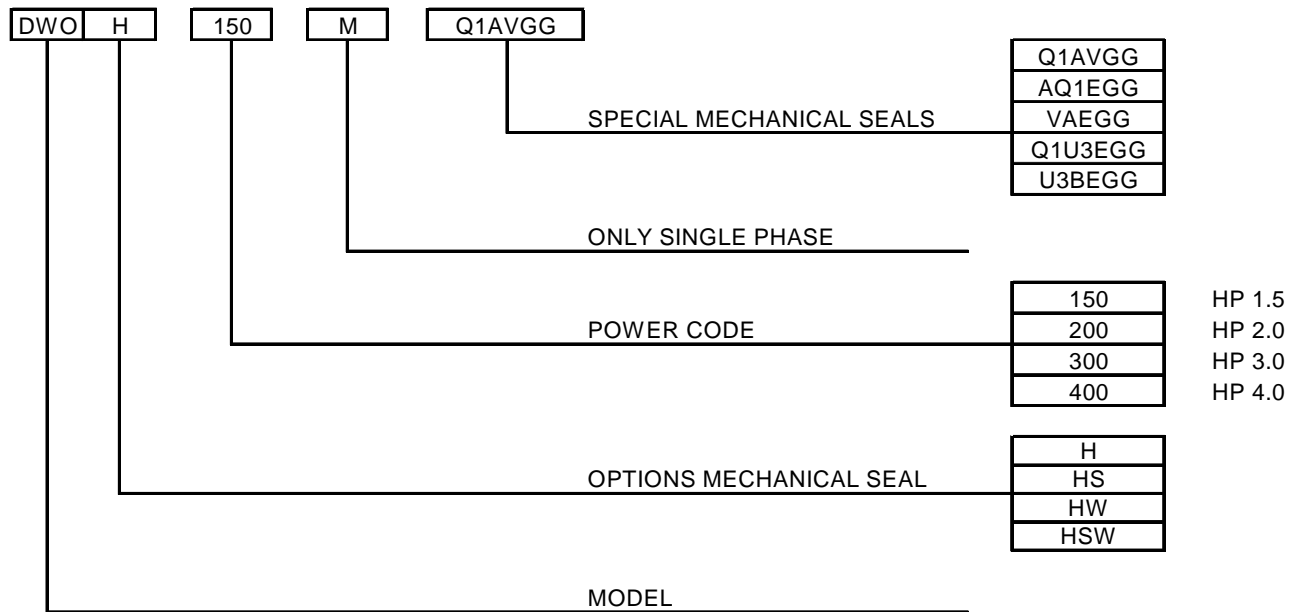 DWO H 150 M Q1AVGG
Q1AVGG
AQ1EGG
SPECIAL MECHANICAL SEALS VAEGG
Q1U3EGG
U3BEGG
ONLY SINGLE PHASE
150 HP 1.5
POWER CODE 200 HP 2.0
300 HP 3.0
400 HP 4.0
H
OPTIONS MECHANICAL SEAL HS
HW
HSW
MODEL